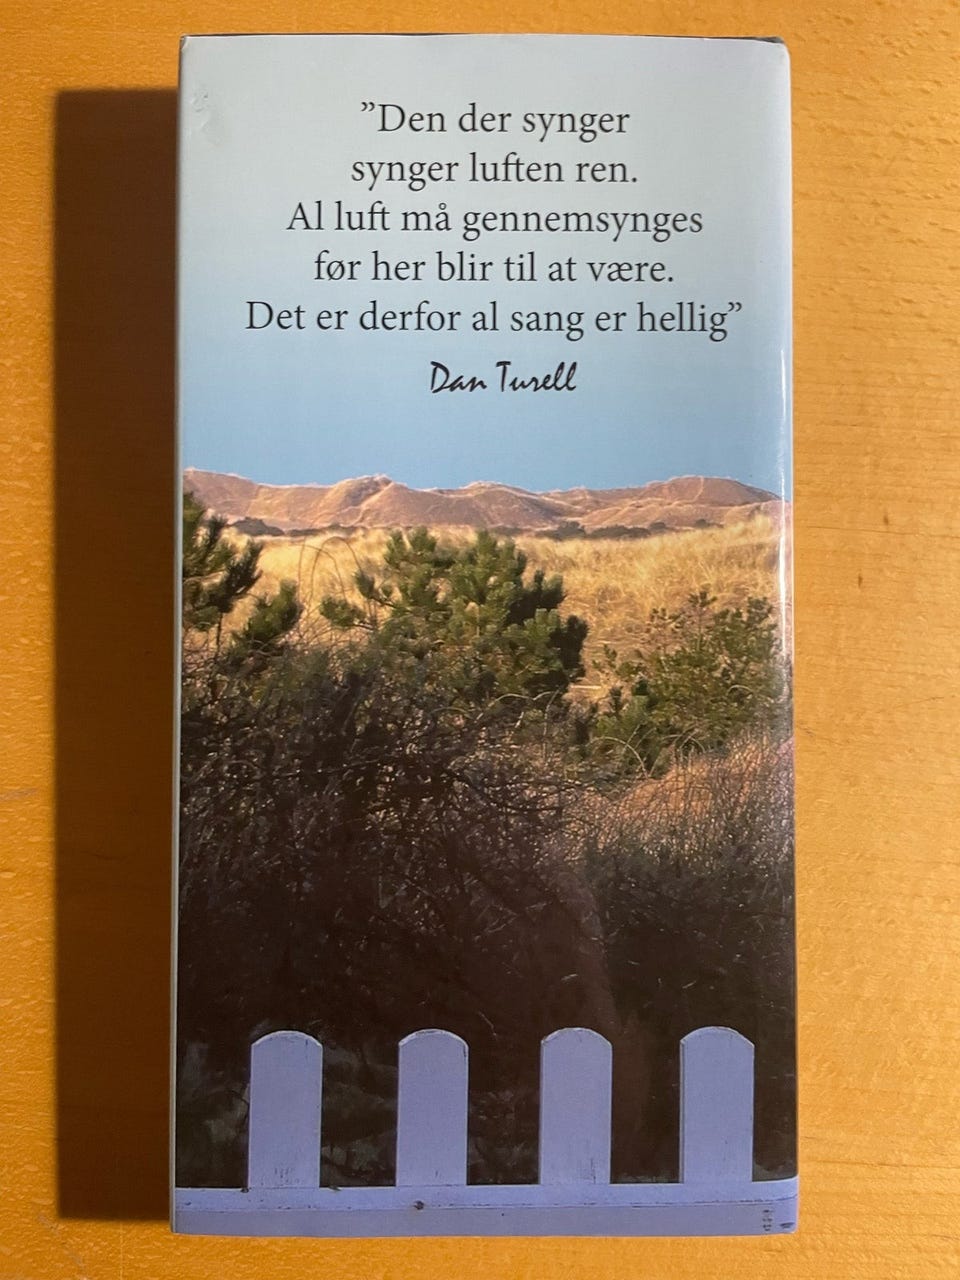 ”Den der synger
synger luften ren.
Al luft må gennemsynges
før her blir til at være.
Det er derfor al sang er hellig”
Dan Turell